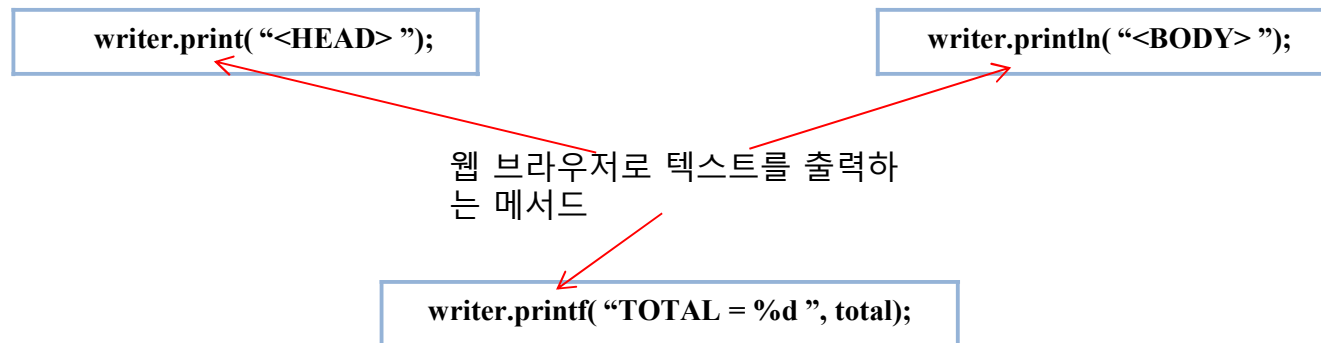 writer.print( “<HEAD> ”);
writer.println( “<BODY> ”);
웹 브라우저로 텍스트를 출력하
는 메서드
writer.printf( “TOTAL = %d ”, total);